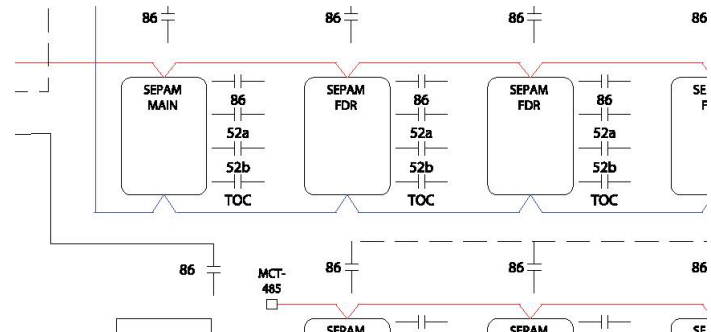 86 86 86 86
SEPAM MAIN 86 52a 52b TOC
SEPAM FDR 86 52a 52b TOC
SEPAM FDR 86 52a 52b TOC
86 MCT-485 86 86 86
SEPAM SEPAM